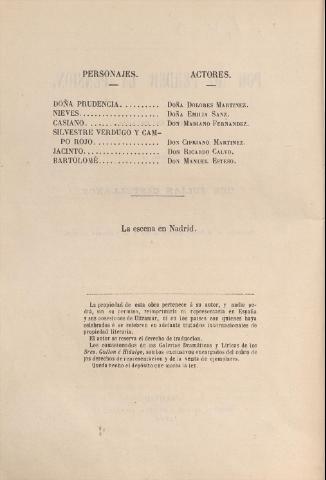 PERSONAJES. ACTORES.
DOÑA PRUDENCIA.......... DOÑA DOLORES MARTINEZ.
NIEVES.................. DOÑA EMILIA SANZ.
CASIANO................. DON MARIANO FERNANDEZ.
SILVESTRE VERDUGO Y CAM-
PO ROJO................. DON CIPRIANO MARTINEZ.
JACINTO................. DON RICARDO CALVO.
BARTOLOMÉ............... DON MANUEL ESTESO.
La escena en Madrid.
La propiedad de esta obra pertenece á su autor, y nadie po-
drá, sin su permiso, reimprimirla ni representarla en España
y sus posesiones de Ultramar, ni en los paises con quienes haya
celebrados ó se celebren en adelante tratados internacionales de
propiedad literaria.
El autor se reserva el derecho de traduccion.
Los comisionados de las Galerías Dramáticas y Líricas de los
Sres. Gullon é Hidalgo, son los exclusivos encargados del cobro de
los derechos de representacion y de la venta de ejemplares.
Queda hecho el depósito que marca la ley.